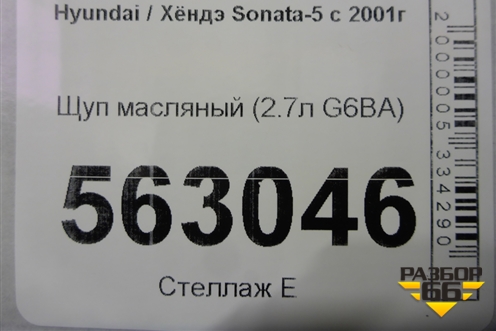 Hyundai / Хёндэ Sonata-5 с 2001г
Щуп масляный (2.7л G6BA)
563046
Стеллаж Е
2000005334290
РАЗБОР
66